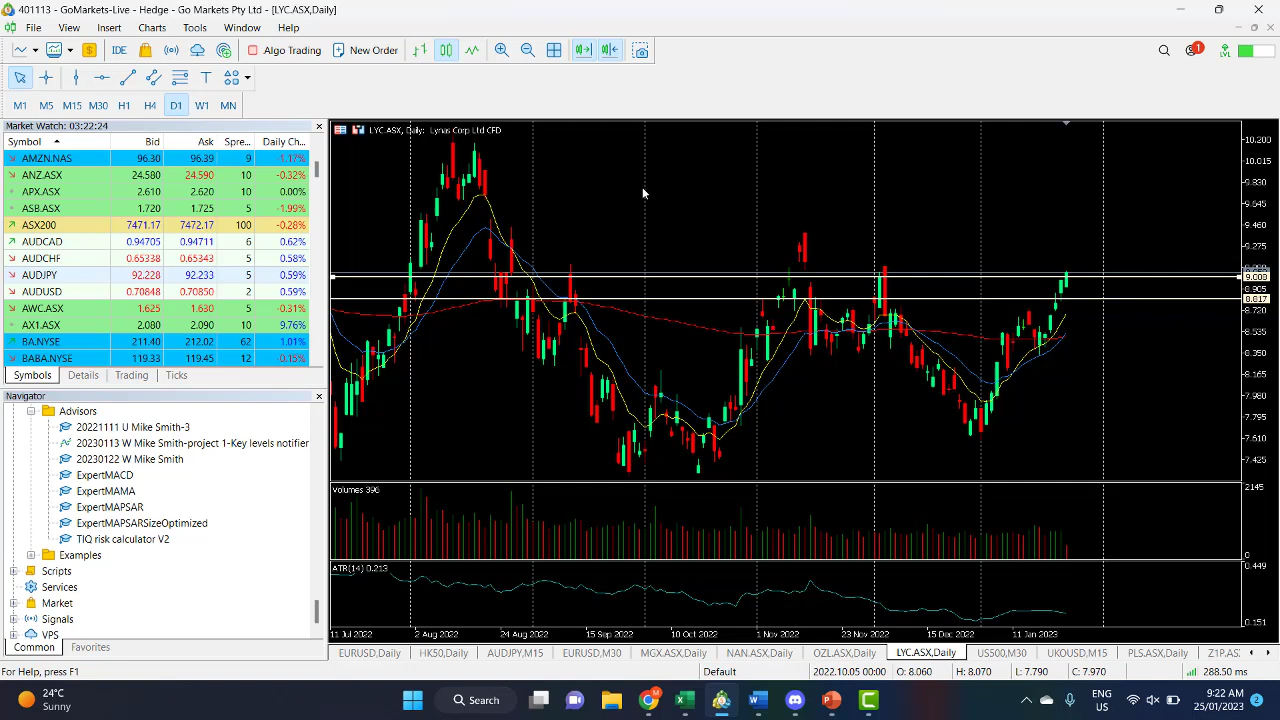 401113 - GoMarkets-Live - Hedge - Go Markets Pty Ltd - [LYC.ASX,Daily]
File View Insert Charts Tools Window Help
IDE Algo Trading New Order 1 LVL
M1 M5 M15 M30 H1 H4 D1 W1 MN
Market Watch: 03:22:24
Symbol Bid Ask Spre... Daily Ch...
AMZN.NAS 96.30 96.39 9 -1.17%
ANZ.ASX 24.580 24.590 10 -0.32%
APX.ASX 2.610 2.620 10 0.00%
ASB.ASX 1.720 1.725 5 -1.99%
ASX200 7471.17 7472.17 100 -0.28%
AUDCAD 0.94705 0.94711 6 0.62%
AUDCHF 0.65338 0.65343 5 0.58%
AUDJPY 92.228 92.233 5 0.59%
AUDUSD 0.70848 0.70850 2 0.59%
AWC.ASX 1.625 1.630 5 -0.31%
AX1.ASX 2.080 2.090 10 9.76%
BA.NYSE 211.58 212.20 62 1.01%
BABA.NYSE 119.33 119.45 12 -0.15%
Symbols Details Trading Ticks
Navigator
Advisors
20221111 U Mike Smith-3
20230113 W Mike Smith-project 1-Key levels notifier
20230122 W Mike Smith
ExpertMACD
ExpertMAMA
ExpertMAPSAR
ExpertMAPSARSizeOptimized
TIQ risk calculator V2
Examples
Scripts
Services
Market
Signals
VPS
Common Favorites
LYC.ASX, Daily: Lynas Corp Ltd CFD
10.200
10.015
9.930
9.645
9.460
9.275
9.009
8.905
8.817
8.720
8.350
8.165
7.980
7.795
7.610
7.425
Volumes 396
2145
0
ATR(14) 0.213
0.449
0.151
11 Jul 2022 2 Aug 2022 24 Aug 2022 15 Sep 2022 10 Oct 2022 1 Nov 2022 23 Nov 2022 15 Dec 2022 11 Jan 2023
EURUSD,Daily HK50,Daily AUDJPY,M15 EURUSD,M30 MGX.ASX,Daily NAN.ASX,Daily OZL.ASX,Daily LYC.ASX,Daily US500,M30 UKOUSD,M15 PLS.ASX,Daily Z1P.AS
For Help, press F1 Default 2022.10.05 00:00 O: 8.060 H: 8.070 L: 7.790 C: 7.970 288.50 ms
24°C
Sunny
Search
ENG
US
9:22 AM
25/01/2023
2